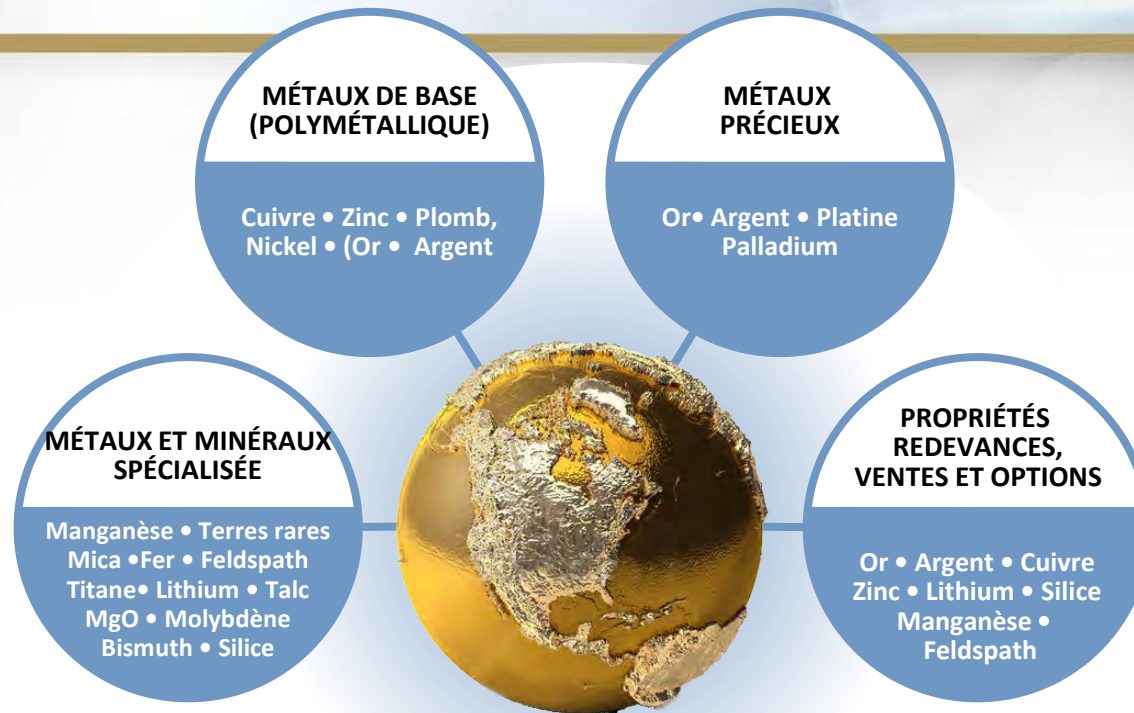 MÉTAUX DE BASE
(POLYMÉTALLIQUE)
Cuivre • Zinc • Plomb,
Nickel • (Or • Argent
MÉTAUX
PRÉCIEUX
Or• Argent • Platine
Palladium
MÉTAUX ET MINÉRAUX
SPÉCIALISÉE
Manganèse • Terres rares
Mica •Fer • Feldspath
Titane• Lithium • Talc
MgO • Molybdène
Bismuth • Silice
PROPRIÉTÉS
REDEVANCES,
VENTES ET OPTIONS
Or • Argent • Cuivre
Zinc • Lithium • Silice
Manganèse •
Feldspath